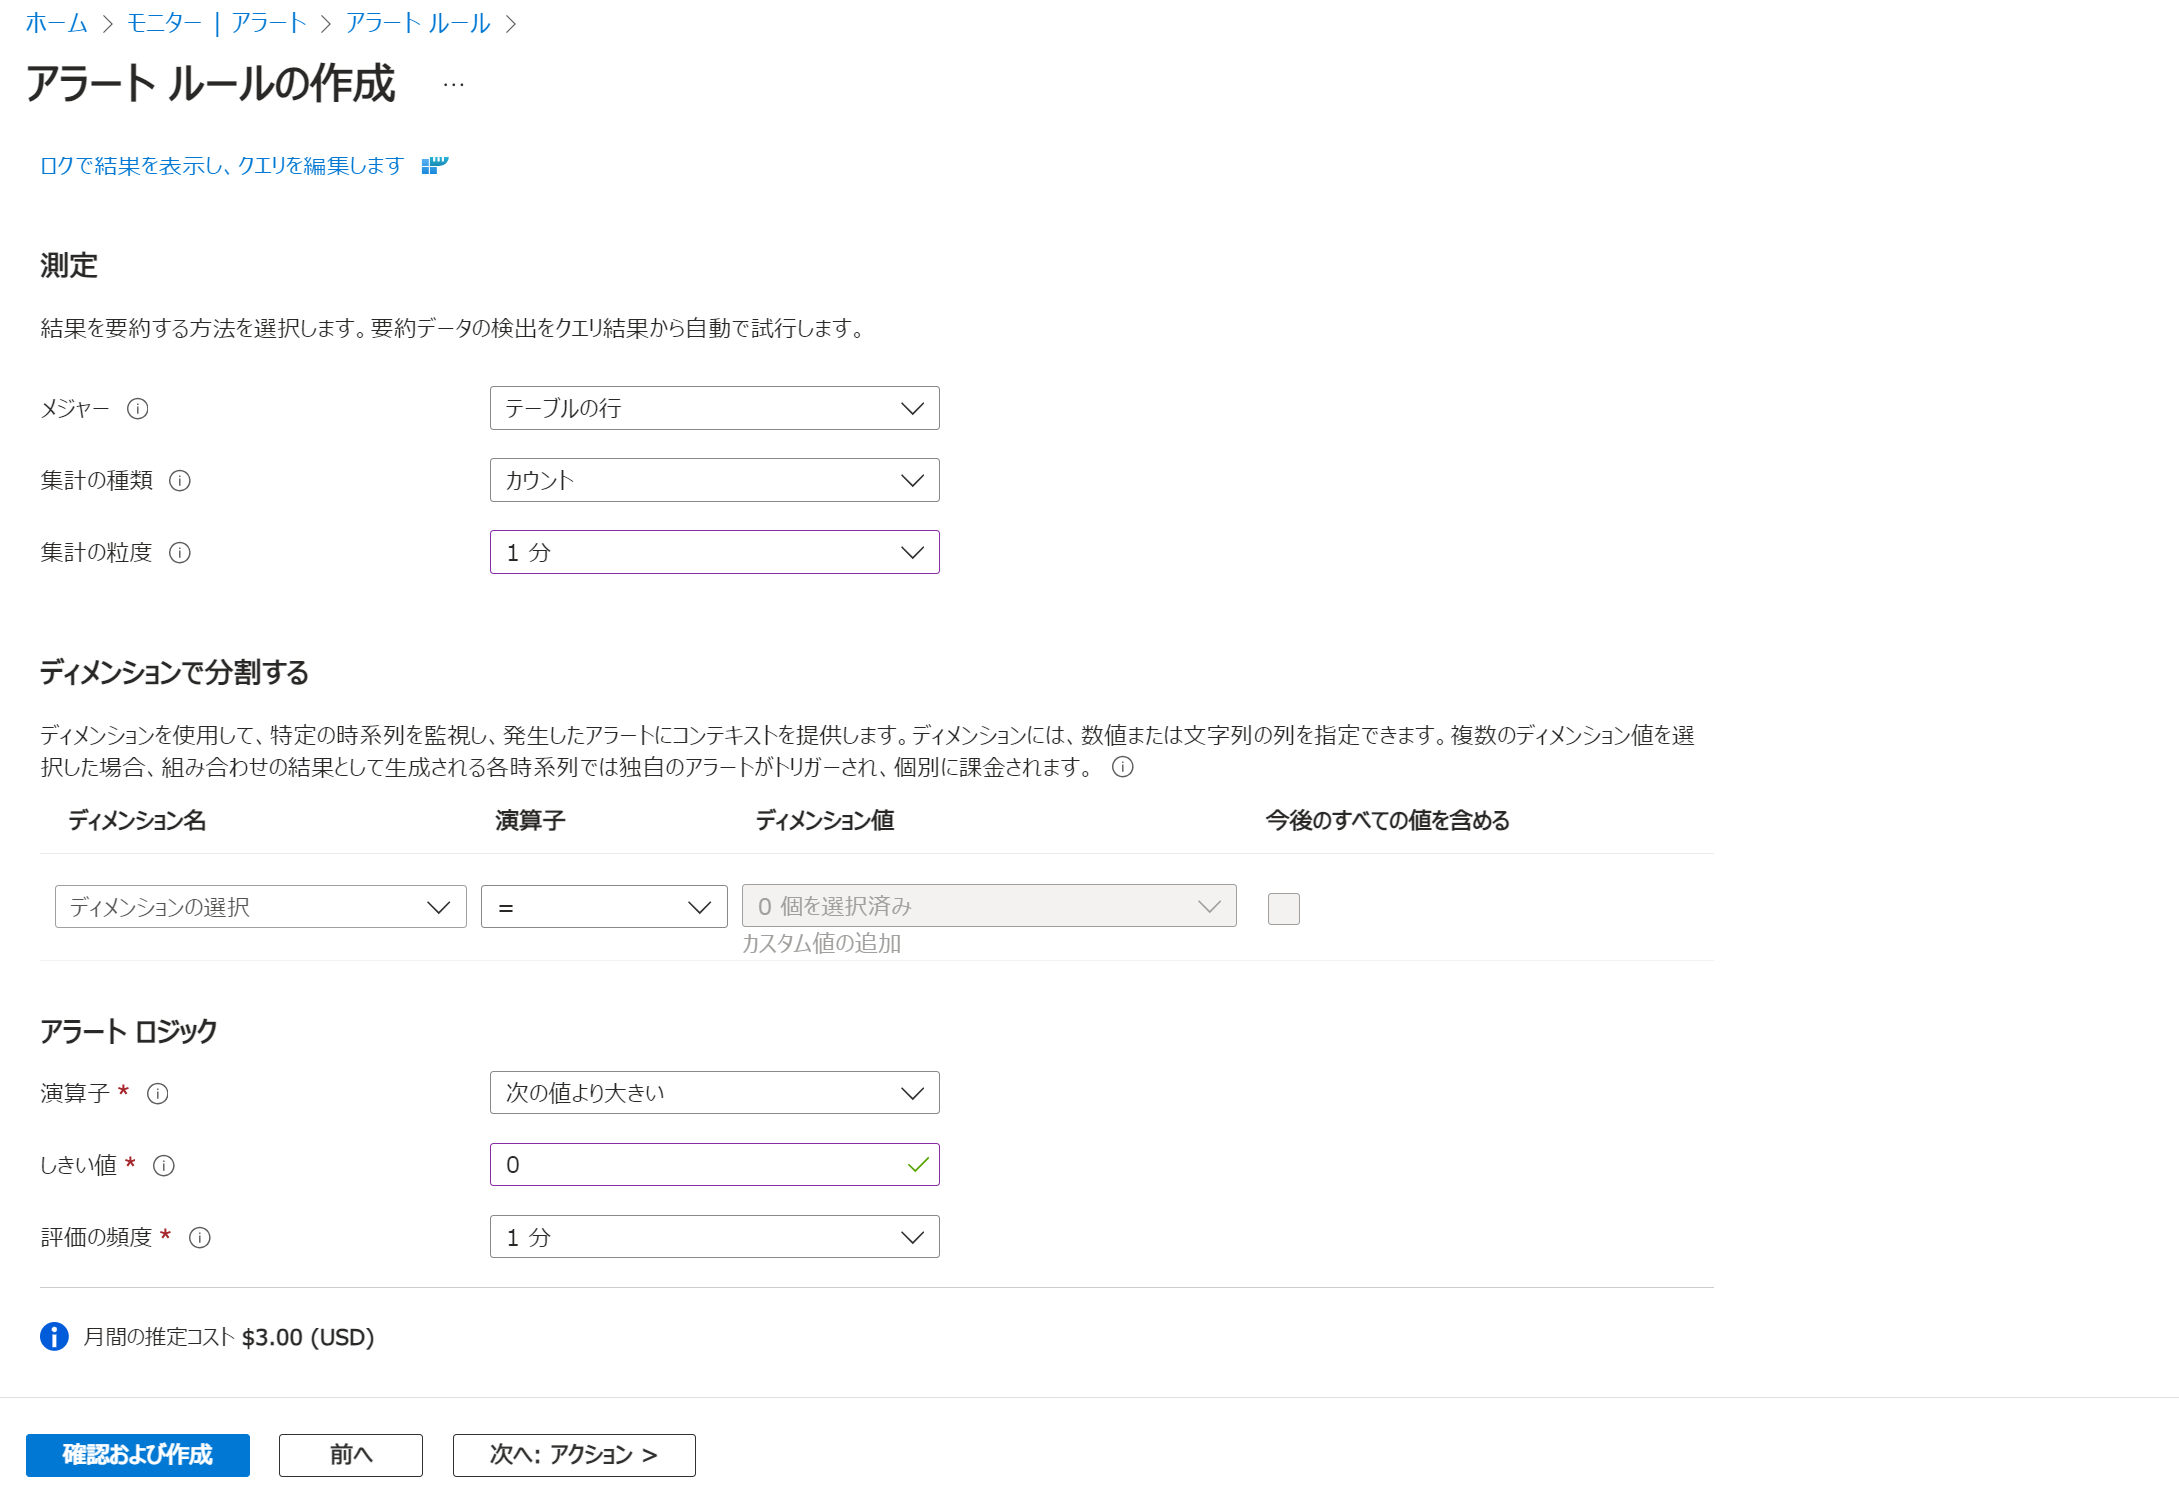 ホーム > モニター | アラート > アラート ルール >
アラート ルールの作成 …
ログで結果を表示し、クエリを編集します
測定
結果を要約する方法を選択します。要約データの検出をクエリ結果から自動で試行します。
メジャー テーブルの行
集計の種類 カウント
集計の粒度 1 分
ディメンションで分割する
ディメンションを使用して、特定の時系列を監視し、発生したアラートにコンテキストを提供します。ディメンションには、数値または文字列の列を指定できます。複数のディメンション値を選
択した場合、組み合わせの結果として生成される各時系列では独自のアラートがトリガーされ、個別に課金されます。
ディメンション名 演算子 ディメンション値 今後のすべての値を含める
ディメンションの選択 = 0 個を選択済み
カスタム値の追加
アラート ロジック
演算子 * 次の値より大きい
しきい値 * 0
評価の頻度 * 1 分
月間の推定コスト $3.00 (USD)
確認および作成 前へ 次へ: アクション >